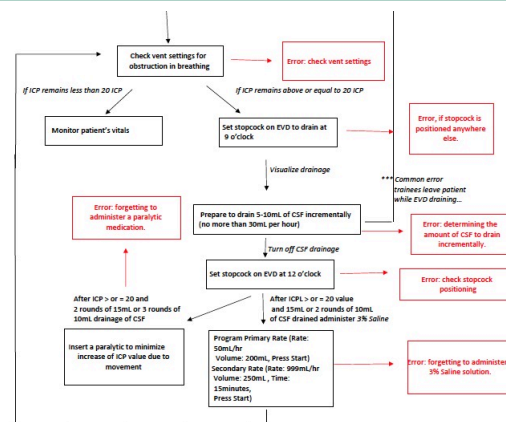 Check vent settings for
obstruction in breathing
Error: check vent settings
If ICP remains less than 20 ICP
If ICP remains above or equal to 20 ICP
Monitor patient's vitals
Set stopcock on EVD to drain at
9 o'clock
Error, if stopcock is
positioned anywhere
else.
Visualize drainage
*** Common error
trainees leave patient
while EVD draining...
Error: forgetting to
administer a paralytic
medication.
Prepare to drain 5-10mL of CSF incrementally
(no more than 30mL per hour)
Error: determining the
amount of CSF to drain
incrementally.
Turn off CSF drainage
Set stopcock on EVD at 12 o'clock
Error: check stopcock
positioning
After ICP > or = 20 and
2 rounds of 15mL or 3 rounds of
10mL drainage of CSF
After ICPL > or = 20 value
and 15mL or 2 rounds of 10mL
of CSF drained administer 3% Saline
Insert a paralytic to minimize
increase of ICP value due to
movement
Program Primary Rate (Rate:
50mL/hr
Volume: 200mL, Press Start)
Secondary Rate (Rate: 999mL/hr
Volume: 250mL , Time:
15minutes,
Press Start)
Error: forgetting to administer
3% Saline solution.